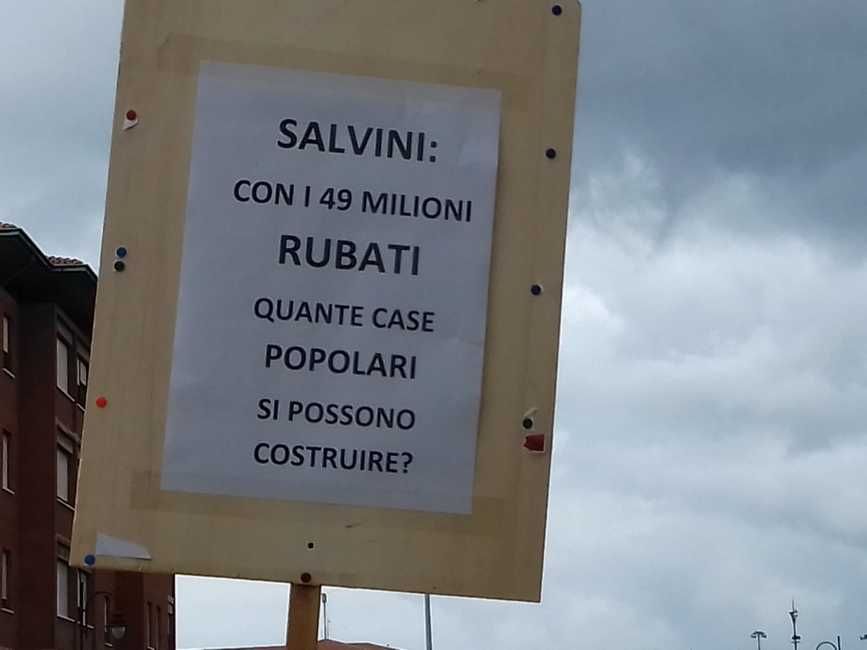 SALVINI:
CON I 49 MILIONI
RUBATI
QUANTE CASE
POPOLARI
SI POSSONO
COSTRUIRE?